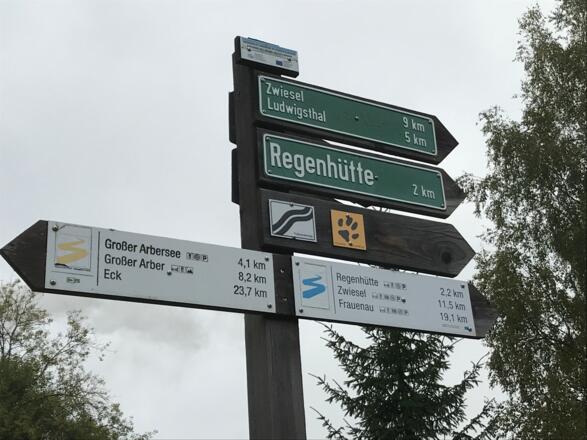 Zwiesel 9 km
Ludwigsthal 5 km
Regenhütte 2 km
Großer Arbersee 4,1 km
Großer Arber 8,2 km
Eck 23,7 km
Regenhütte 2,2 km
Zwiesel 11,5 km
Frauenau 19,1 km